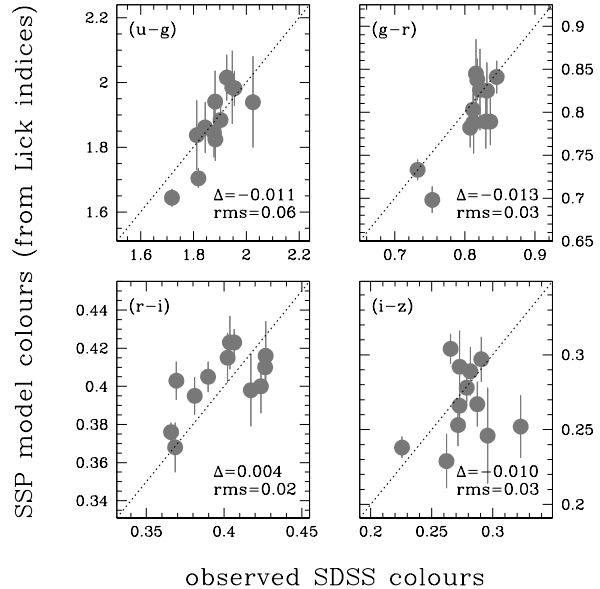 SSP model colours (from Lick indices)
(u-g)
2.2
2
1.8
1.6
Δ=-0.011
rms=0.06
1.6 1.8 2 2.2
(g-r)
0.9
0.85
0.8
0.75
0.7
0.65
Δ=-0.013
rms=0.03
0.7 0.8 0.9
(r-i)
0.44
0.42
0.4
0.38
0.36
0.34
Δ=0.004
rms=0.02
0.35 0.4 0.45
(i-z)
0.3
0.25
0.2
Δ=-0.010
rms=0.03
0.2 0.25 0.3
observed SDSS colours